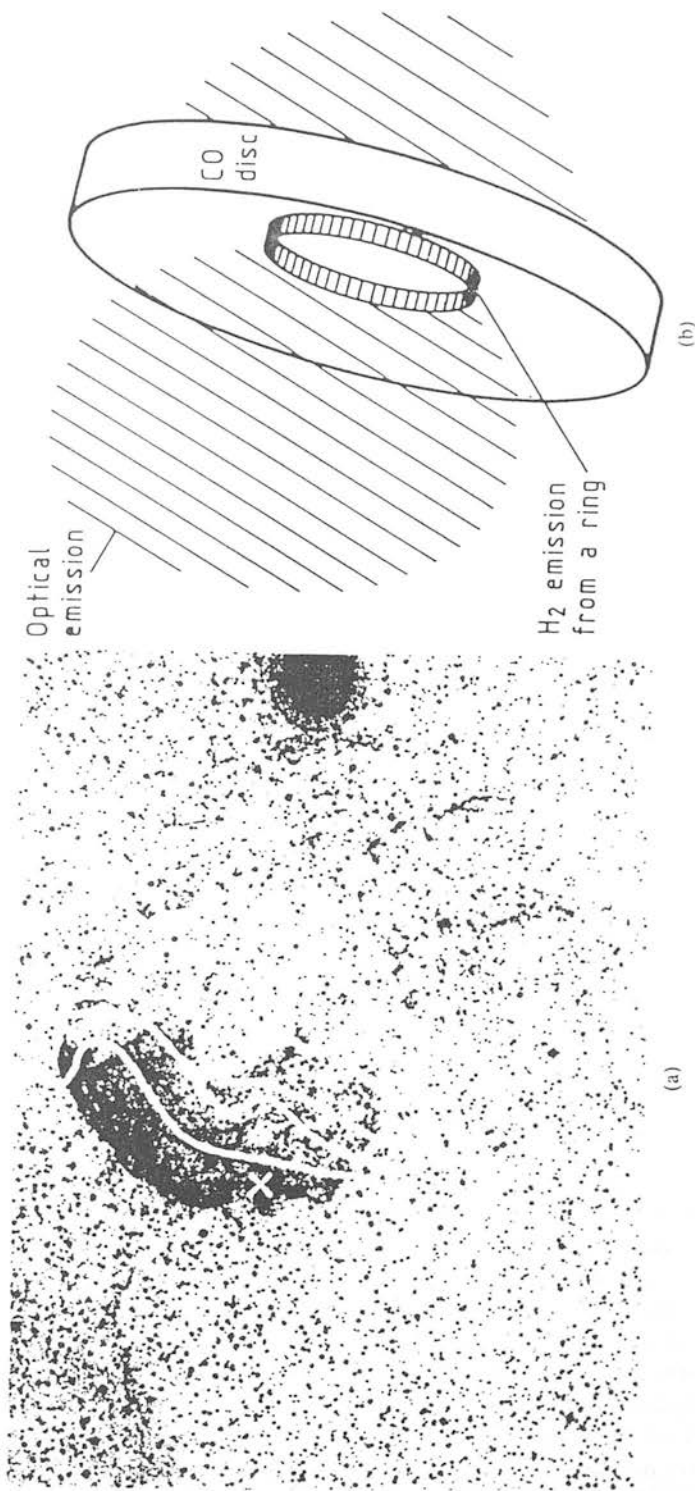 (a)
Optical
emission
CO
disc
H₂ emission
from a ring
(b)